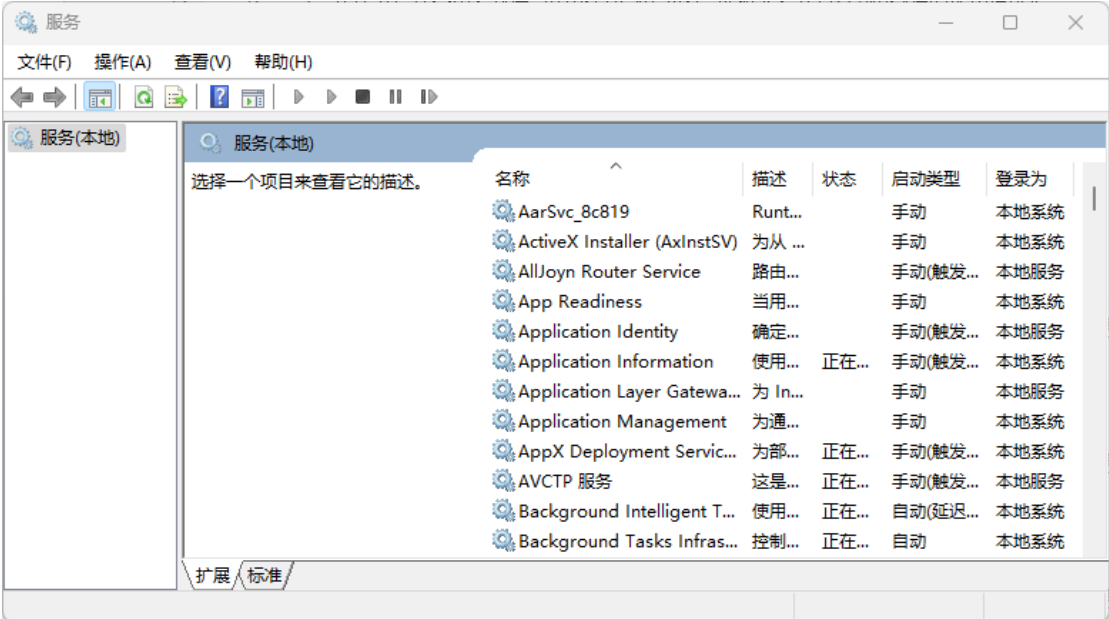 服务
文件(F) 操作(A) 查看(V) 帮助(H)
服务(本地)
服务(本地)
选择一个项目来查看它的描述。
名称 描述 状态 启动类型 登录为
AarSvc_8c819 Runt... 手动 本地系统
ActiveX Installer (AxInstSV) 为从 ... 手动 本地系统
AllJoyn Router Service 路由... 手动(触发... 本地服务
App Readiness 当用... 手动 本地系统
Application Identity 确定... 手动(触发... 本地服务
Application Information 使用... 正在... 手动(触发... 本地系统
Application Layer Gatewa... 为 In... 手动 本地服务
Application Management 为通... 手动 本地系统
AppX Deployment Servic... 为部... 正在... 手动(触发... 本地系统
AVCTP 服务 这是... 正在... 手动(触发... 本地服务
Background Intelligent T... 使用... 正在... 自动(延迟... 本地系统
Background Tasks Infras... 控制... 正在... 自动 本地系统
扩展 标准